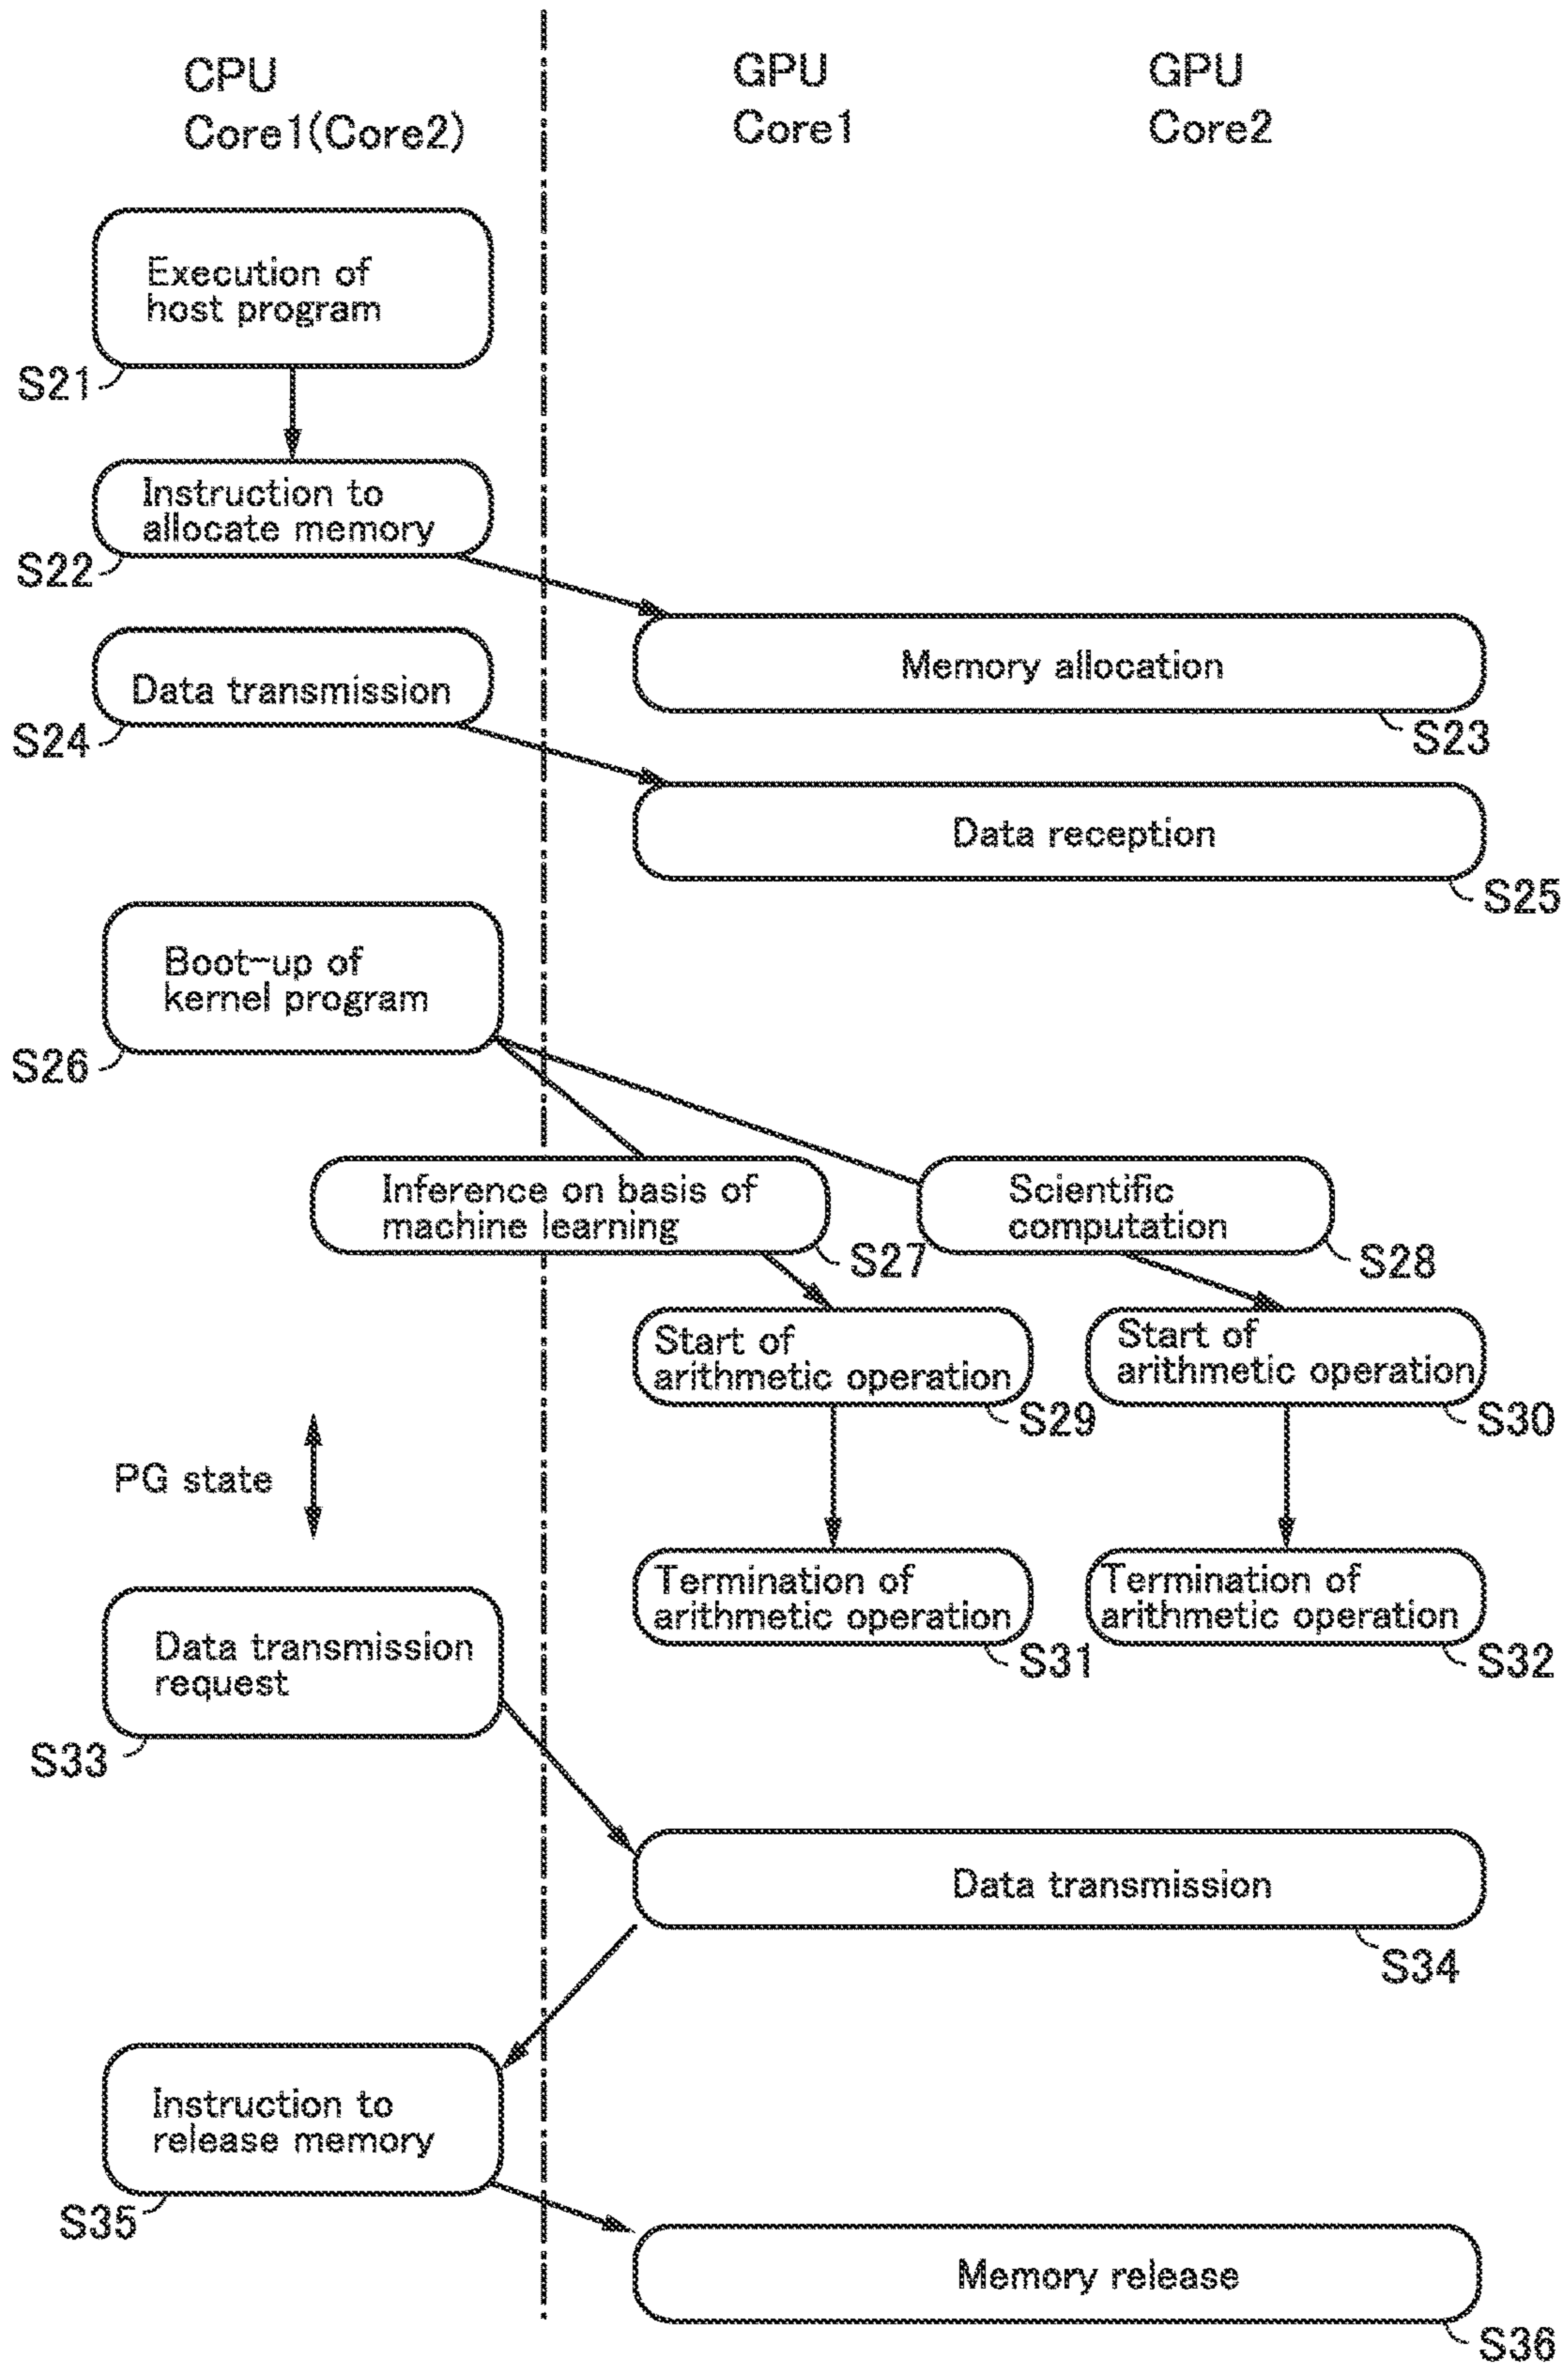 CPU
Core1(Core2)
GPU
Core1
GPU
Core2
Execution of
host program
S21
Instruction to
allocate memory
S22
Memory allocation
S23
Data transmission
S24
Data reception
S25
Boot-up of
kernel program
S26
Inference on basis of
machine learning
S27
Scientific
computation
S28
Start of
arithmetic operation
S29
Start of
arithmetic operation
S30
PG state
Termination of
arithmetic operation
S31
Termination of
arithmetic operation
S32
Data transmission
request
S33
Data transmission
S34
Instruction to
release memory
S35
Memory release
S36